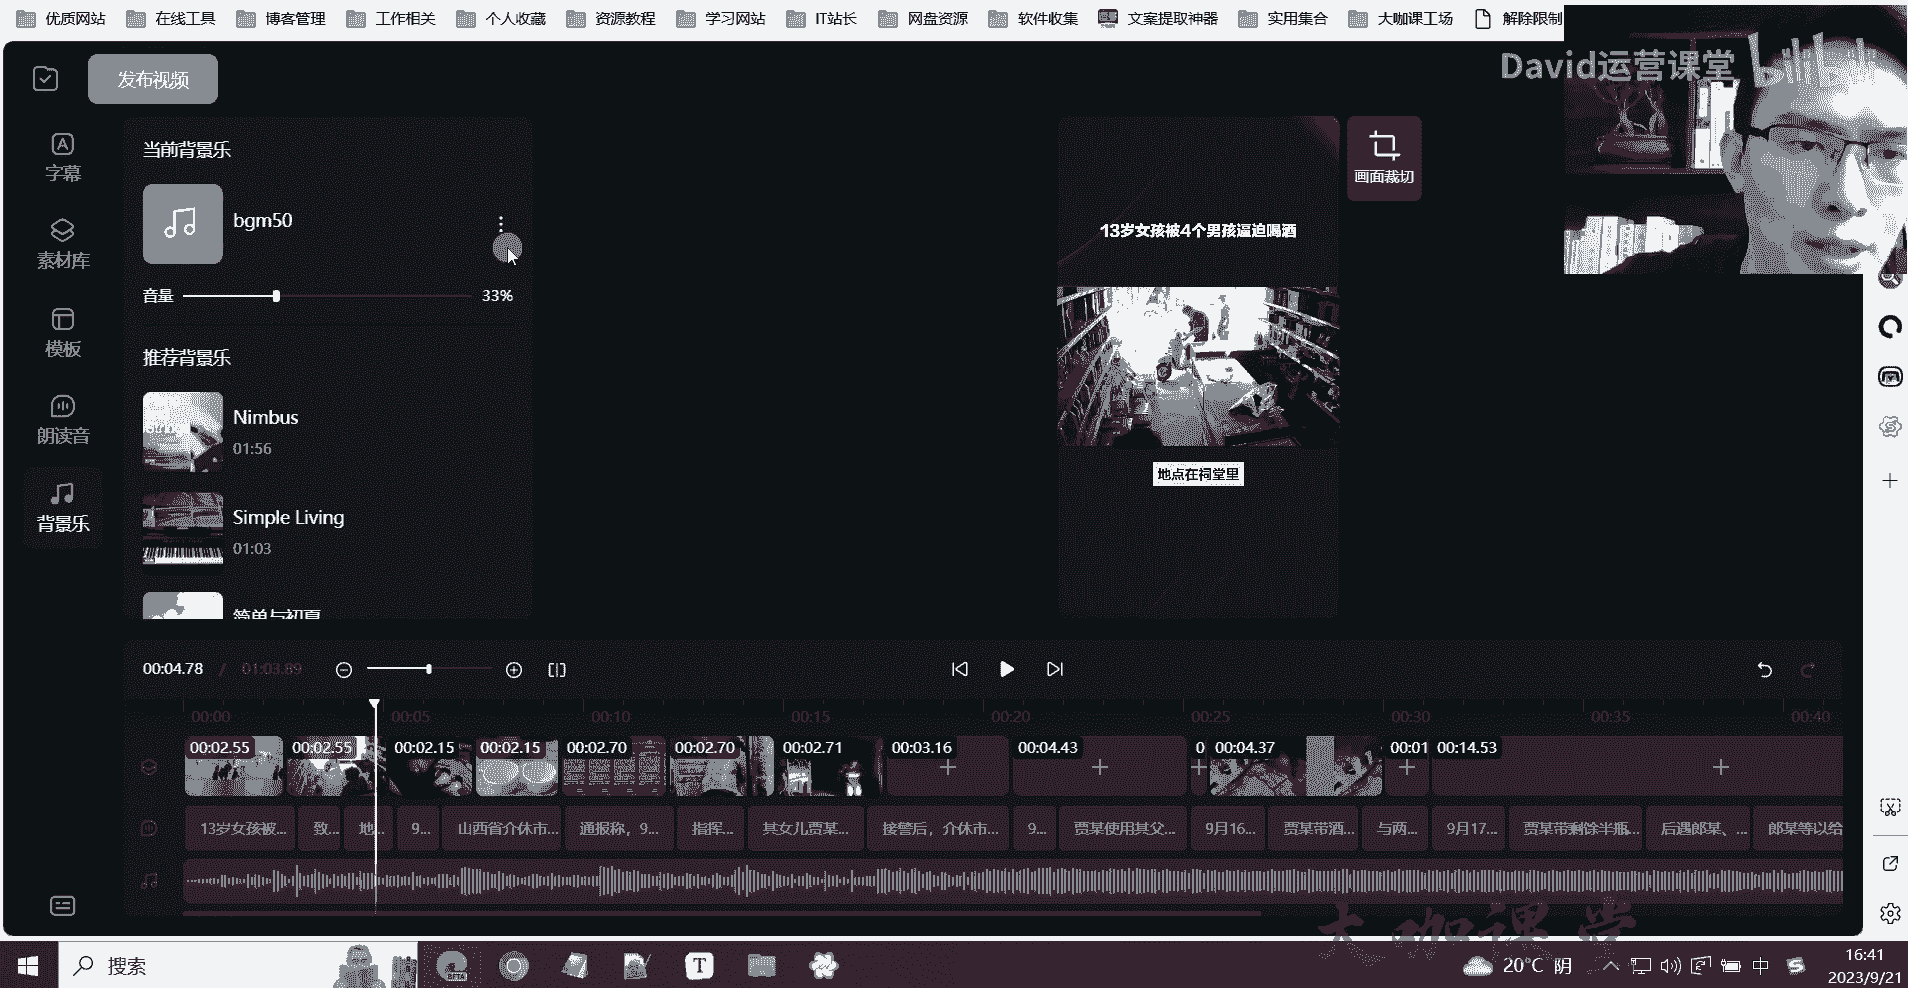 优质网站 在线工具 博客管理 工作相关 个人收藏 资源教程 学习网站 IT站长 网盘资源 软件收集 文案提取神器 实用集合 大咖课工场 解除限制
David运营课堂 bilibili
发布视频
字幕
素材库
模板
朗读音
背景乐
当前背景乐
bgm50
音量 33%
推荐背景乐
Nimbus
01:56
Simple Living
01:03
简单与初夏
画面裁切
13岁女孩被4个男孩逼迫喝酒
地点在祠堂里
00:04.78 / 01:03.89
00:00 00:05 00:10 00:15 00:20 00:25 00:30 00:35 00:40
00:02.55 00:02.55 00:02.15 00:02.15 00:02.70 00:02.70 00:02.71 00:03.16 00:04.43 0 00:04.37 00:01 00:14.53
13岁女孩被... 致... 地... 9... 山西省介休市... 通报称，9... 指挥... 其女儿贾某... 接警后，介休市... 9... 贾某使用其父... 9月16... 贾某带酒... 与两... 9月17... 贾某带剩馀半瓶... 后遇郎某、... 郎某等以给
大咖课堂
搜索
BETA
T
20°C 阴
中
16:41
2023/9/21